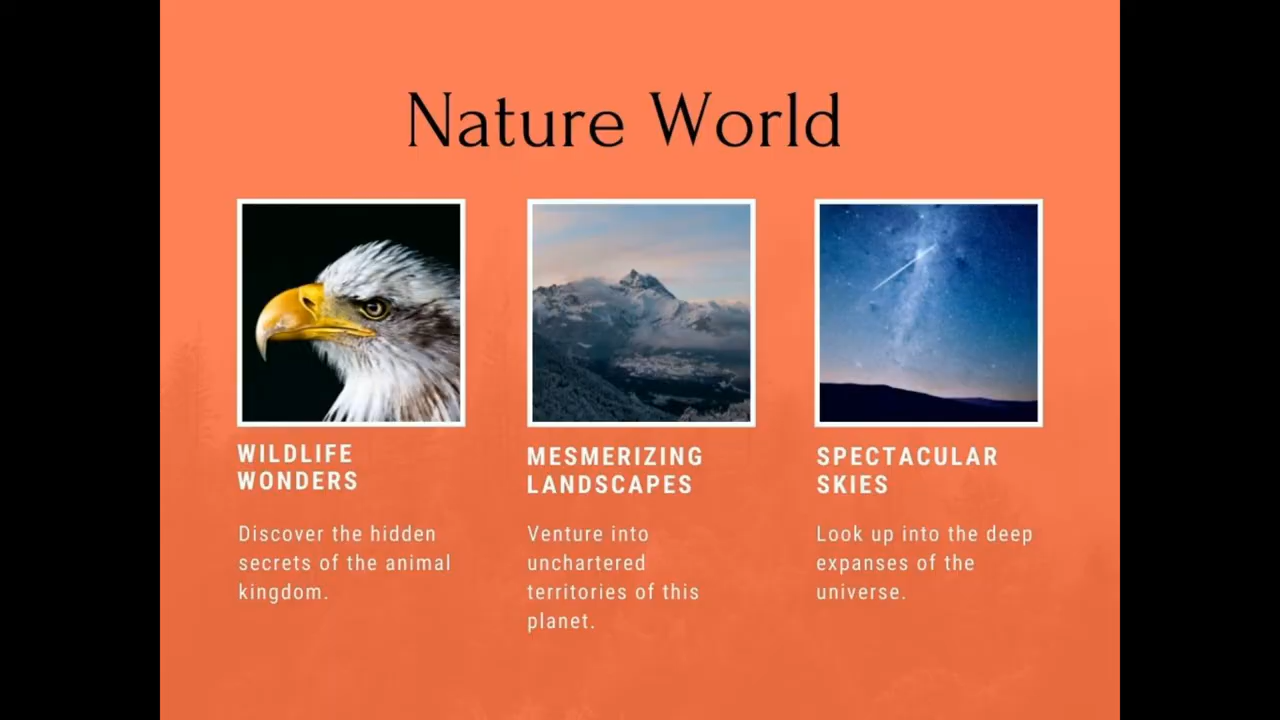 Nature World
WILDLIFE
WONDERS
Discover the hidden
secrets of the animal
kingdom.
MESMERIZING
LANDSCAPES
Venture into
unchartered
territories of this
planet.
SPECTACULAR
SKIES
Look up into the deep
expanses of the
universe.